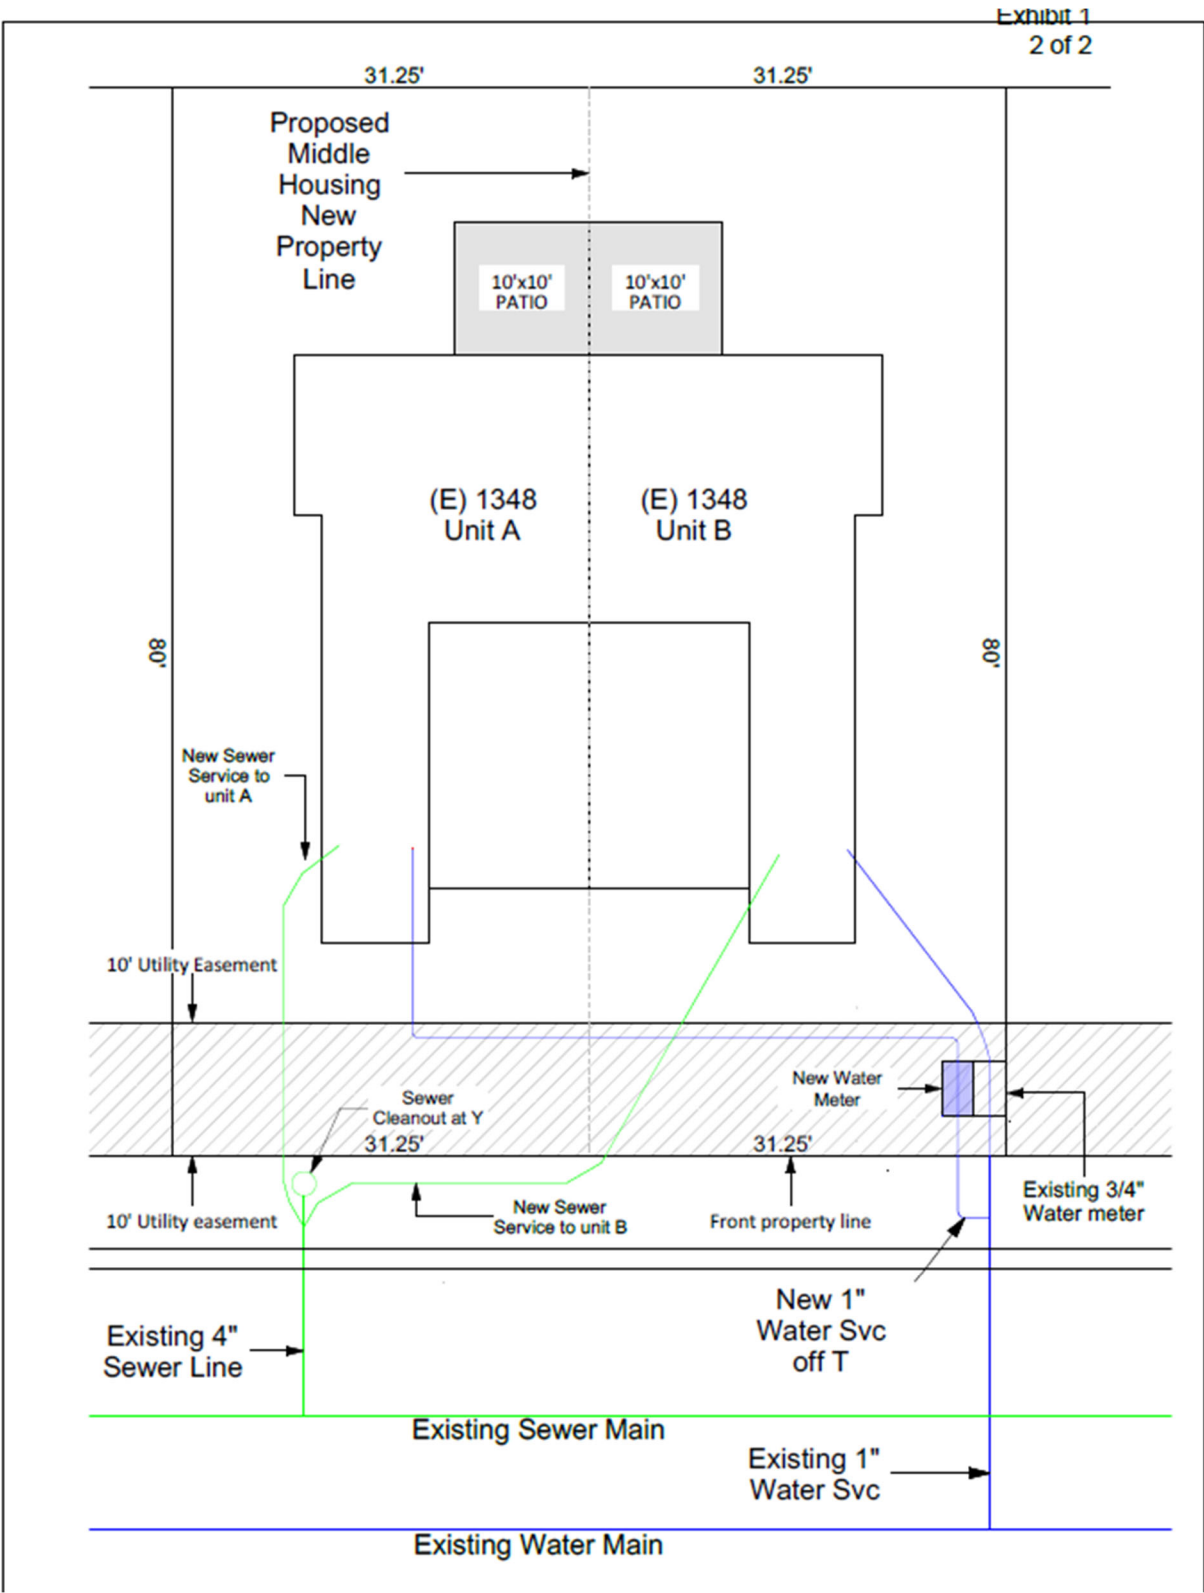 Exhibit 1
2 of 2
31.25'
31.25'
Proposed
Middle
Housing
New
Property
Line
10'x10'
PATIO
10'x10'
PATIO
(E) 1348
Unit A
(E) 1348
Unit B
80'
80'
New Sewer
Service to
unit A
10' Utility Easement
New Water
Meter
Sewer
Cleanout at Y
31.25'
31.25'
10' Utility easement
New Sewer
Service to unit B
Front property line
Existing 3/4"
Water meter
New 1"
Water Svc
off T
Existing 4"
Sewer Line
Existing Sewer Main
Existing 1"
Water Svc
Existing Water Main